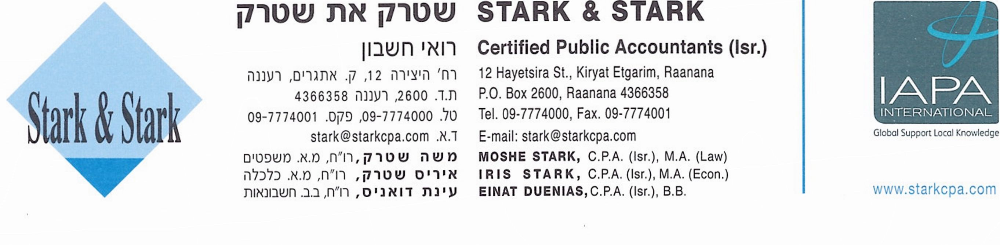 Stark & Stark
שטרק את שטרק
רואי חשבון
רח' היצירה 12, ק. אתגרים, רעננה
ת.ד. 2600, רעננה 4366358
טל. 09-7774000, פקס. 09-7774001
ד.א. stark@starkcpa.com
משה שטרק, רו"ח, מ.א. משפטים
איריס שטרק, רו"ח, מ.א. כלכלה
עינת דואניס, רו"ח, ב.ב. חשבונאות
STARK & STARK
Certified Public Accountants (Isr.)
12 Hayetsira St., Kiryat Etgarim, Raanana
P.O. Box 2600, Raanana 4366358
Tel. 09-7774000, Fax. 09-7774001
E-mail: stark@starkcpa.com
MOSHE STARK, C.P.A. (Isr.), M.A. (Law)
IRIS STARK, C.P.A. (Isr.), M.A. (Econ.)
EINAT DUENIAS, C.P.A. (Isr.), B.B.
IAPA
INTERNATIONAL
Global Support Local Knowledge
www.starkcpa.com